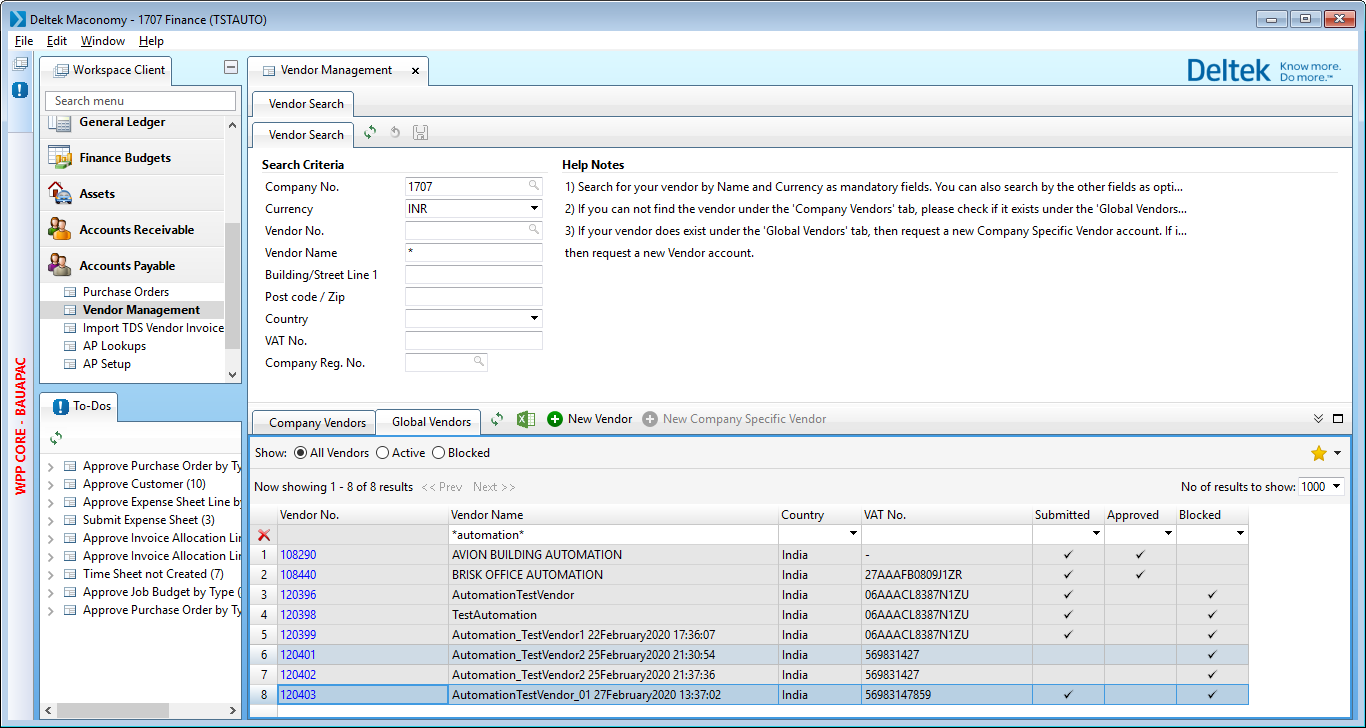 Deltek Maconomy - 1707 Finance (TSTAUTO)
File Edit Window Help
Workspace Client
Search menu
General Ledger
Finance Budgets
Assets
Accounts Receivable
Accounts Payable
Purchase Orders
Vendor Management
Import TDS Vendor Invoice
AP Lookups
AP Setup
WPP CORE - BAUAPAC
To-Dos
Approve Purchase Order by Ty
Approve Customer (10)
Approve Expense Sheet Line by
Submit Expense Sheet (3)
Approve Invoice Allocation Lin
Approve Invoice Allocation Lin
Time Sheet not Created (7)
Approve Job Budget by Type (
Approve Purchase Order by Ty
Vendor Management
Deltek Know more.
Do more.™
Vendor Search
Vendor Search
Search Criteria
Company No. 1707
Currency INR
Vendor No.
Vendor Name *
Building/Street Line 1
Post code / Zip
Country
VAT No.
Company Reg. No.
Help Notes
1) Search for your vendor by Name and Currency as mandatory fields. You can also search by the other fields as opti...
2) If you can not find the vendor under the 'Company Vendors' tab, please check if it exists under the 'Global Vendors...
3) If your vendor does exist under the 'Global Vendors' tab, then request a new Company Specific Vendor account. If i...
then request a new Vendor account.
Company Vendors Global Vendors New Vendor New Company Specific Vendor
Show: All Vendors Active Blocked
Now showing 1 - 8 of 8 results << Prev Next >> No of results to show: 1000
Vendor No. Vendor Name Country VAT No. Submitted Approved Blocked
*automation*
1 108290 AVION BUILDING AUTOMATION India - ✓ ✓
2 108440 BRISK OFFICE AUTOMATION India 27AAAFB0809J1ZR ✓ ✓
3 120396 AutomationTestVendor India 06AAACL8387N1ZU ✓ ✓
4 120398 TestAutomation India 06AAACL8387N1ZU ✓ ✓
5 120399 Automation_TestVendor1 22February2020 17:36:07 India 06AAACL8387N1ZU ✓ ✓
6 120401 Automation_TestVendor2 25February2020 21:30:54 India 569831427 ✓
7 120402 Automation_TestVendor2 25February2020 21:37:36 India 569831427 ✓
8 120403 AutomationTestVendor_01 27February2020 13:37:02 India 56983147859 ✓ ✓